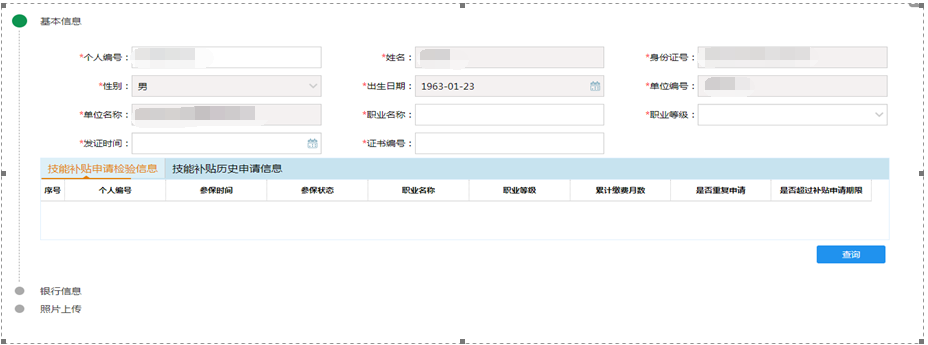 基本信息
*个人编号： *姓名： *身份证号：
*性别： 男 *出生日期： 1963-01-23 *单位编号：
*单位名称： *职业名称： *职业等级：
*发证时间： *证书编号：
技能补贴申请检验信息 技能补贴历史申请信息
序号 个人编号 参保时间 参保状态 职业名称 职业等级 累计缴费月数 是否重复申请 是否超过补贴申请期限
查询
银行信息
照片上传